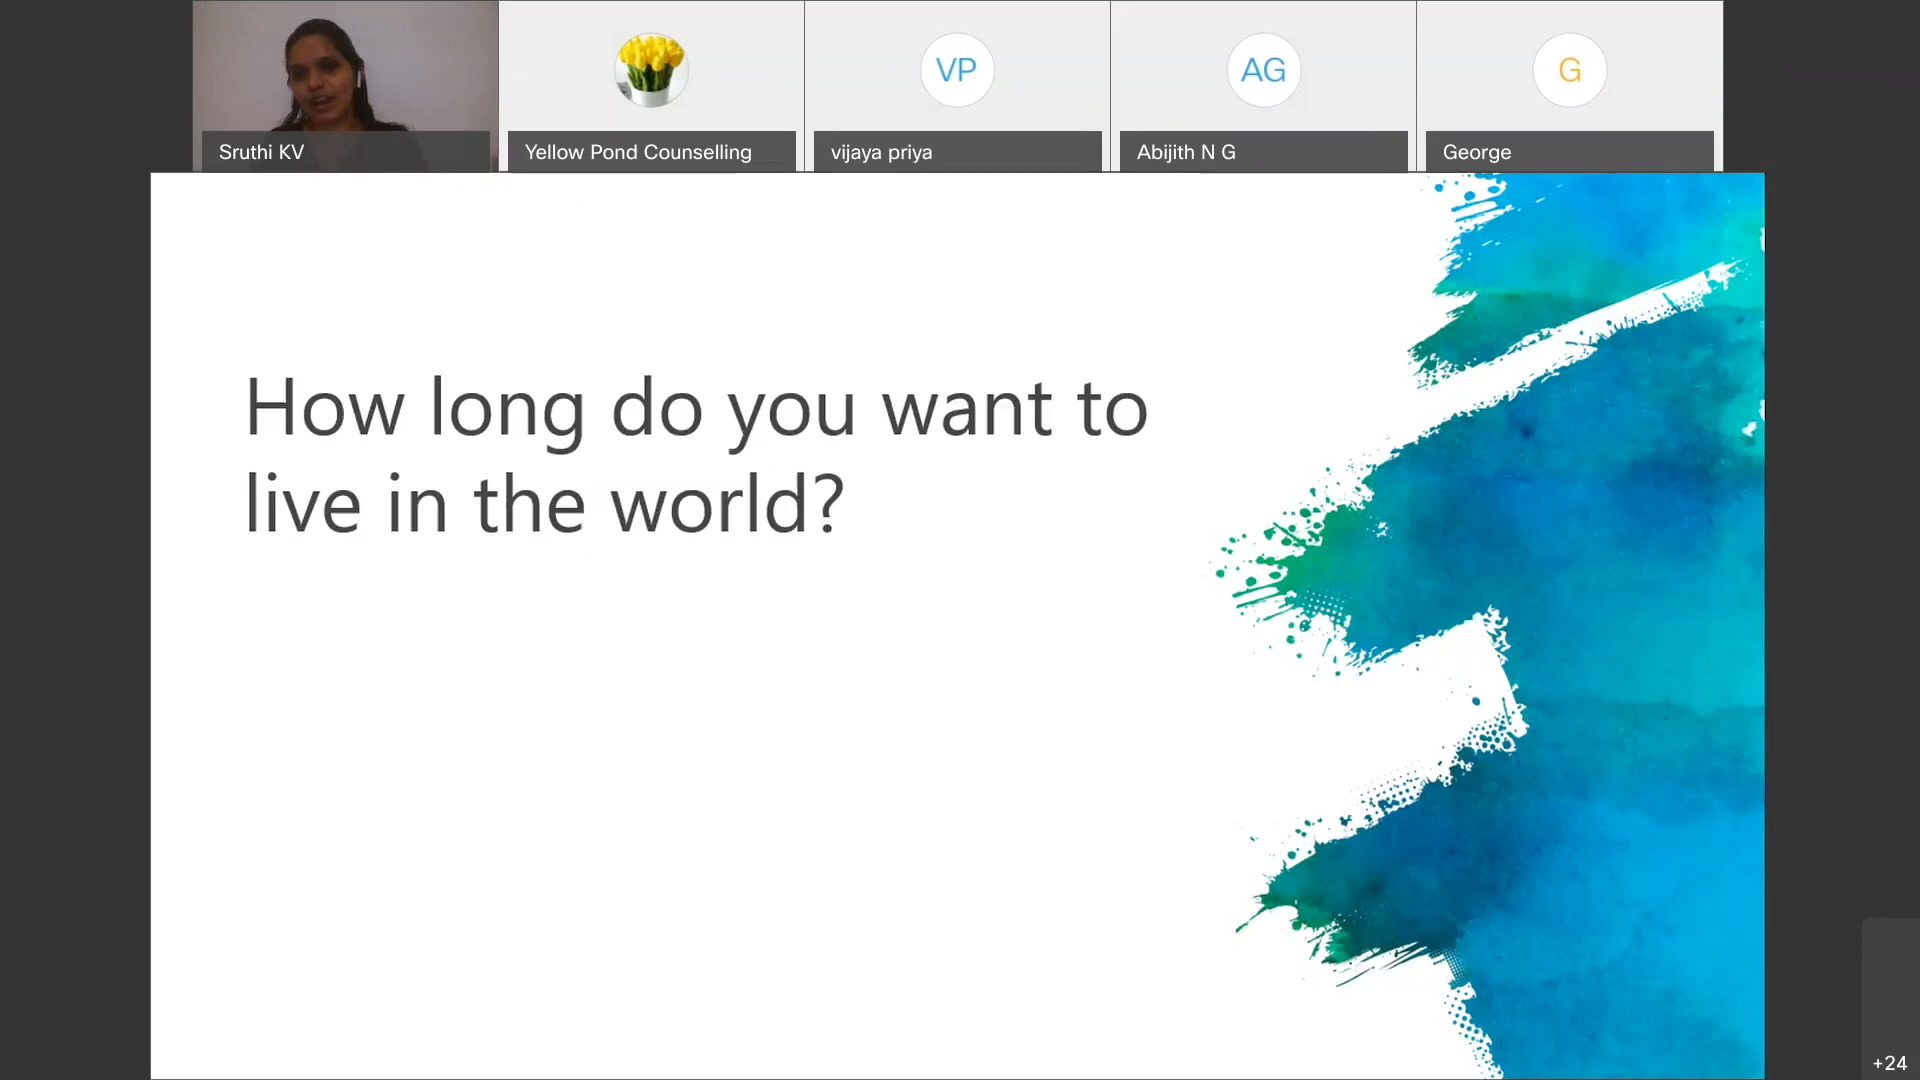 VP
AG
G
Sruthi KV
Yellow Pond Counselling
vijaya priya
Abijith N G
George
How long do you want to
live in the world?
+24